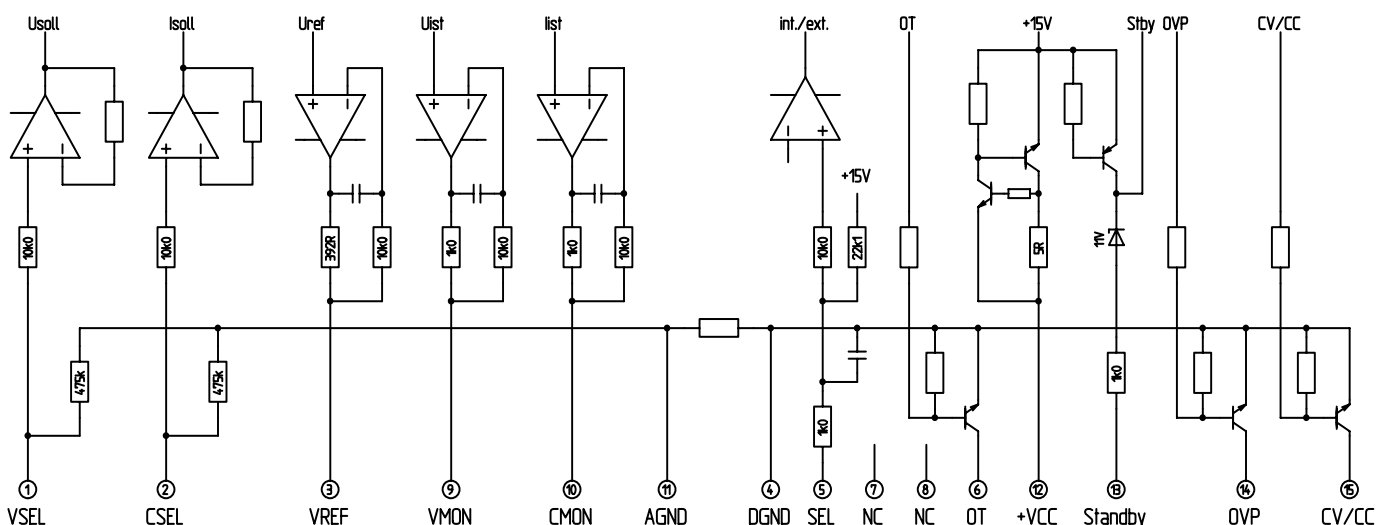 Usoll Isoll Uref Uist Iist int./ext. OT +15V Stby OVP CV/CC
+ − + − + − + − + − − +
+15V
10k0 10k0 392R 10k0 1k0 10k0 1k0 10k0 10k0 22k1 5R 11V
475k 475k 1k0 1k0
1 2 3 9 10 11 4 5 7 8 6 12 13 14 15
VSEL CSEL VREF VMON CMON AGND DGND SEL NC NC OT +VCC Standby OVP CV/CC